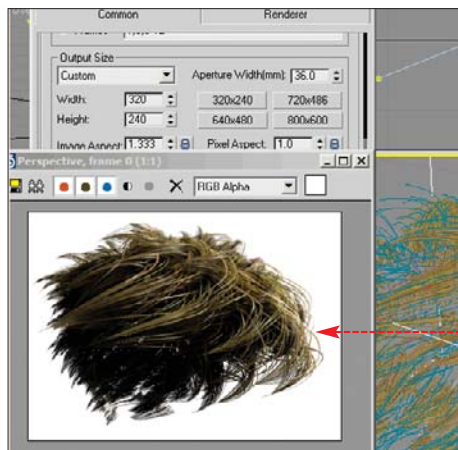 Common Renderer
Output Size
Custom Aperture Width(mm): 36.0
Width: 320 320x240 720x486
Height: 240 640x480 800x600
Image Aspect: 1.333 Pixel Aspect: 1.0
Perspective, frame 0 (1:1)
RGB Alpha